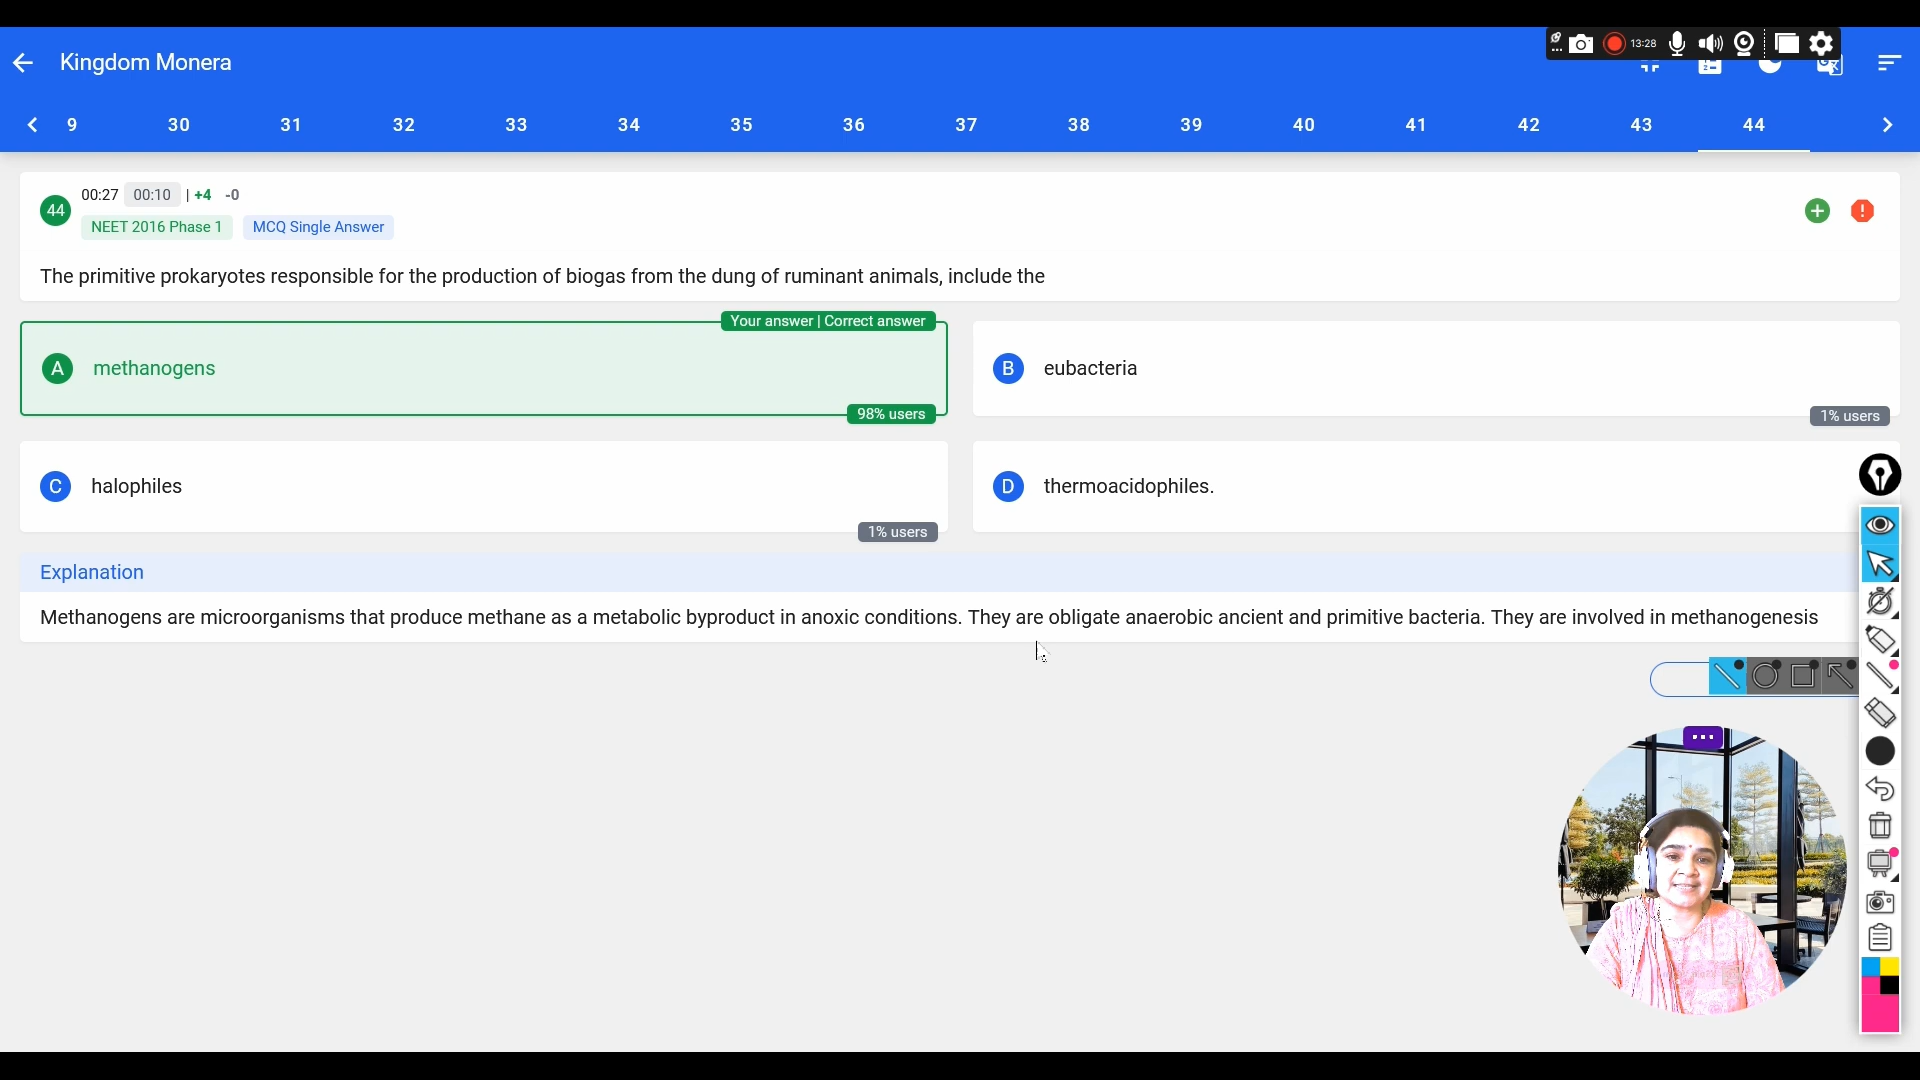 13:28
Kingdom Monera
9 30 31 32 33 34 35 36 37 38 39 40 41 42 43 44
44
00:27 00:10 | +4 -0
NEET 2016 Phase 1 MCQ Single Answer
The primitive prokaryotes responsible for the production of biogas from the dung of ruminant animals, include the
Your answer | Correct answer
A methanogens
98% users
B eubacteria
1% users
C halophiles
1% users
D thermoacidophiles.
Explanation
Methanogens are microorganisms that produce methane as a metabolic byproduct in anoxic conditions. They are obligate anaerobic ancient and primitive bacteria. They are involved in methanogenesis